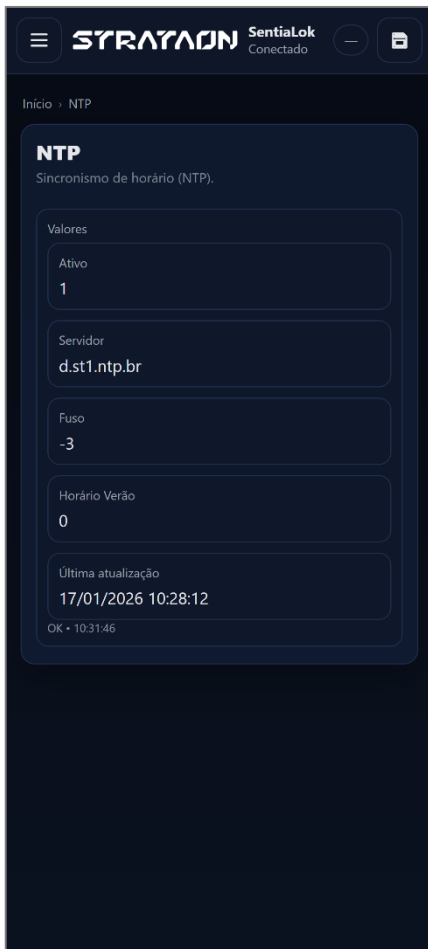 STRATAON
SentiaLok
Conectado
—
Início › NTP
NTP
Sincronismo de horário (NTP).
Valores
Ativo
1
Servidor
d.st1.ntp.br
Fuso
-3
Horário Verão
0
Última atualização
17/01/2026 10:28:12
OK • 10:31:46